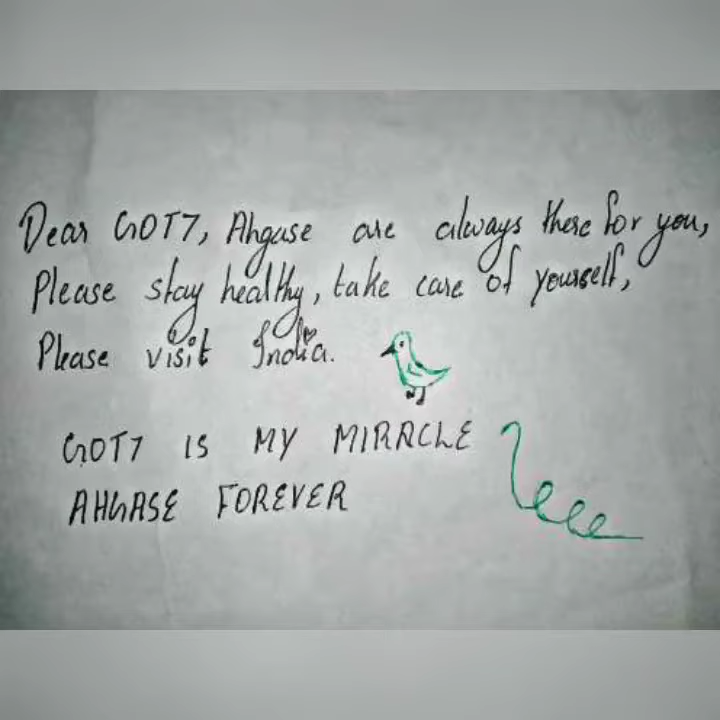 Dear GOT7, Ahgase are always there for you,
Please stay healthy, take care of yourself,
Please visit India.
GOT7 IS MY MIRACLE
AHGASE FOREVER